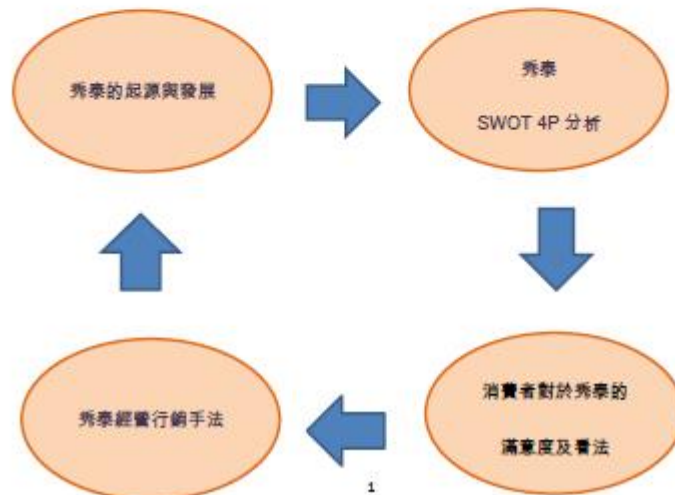 秀泰的起源與發展
秀泰
SWOT 4P 分析
消費者對於秀泰的
滿意度及看法
秀泰經營行銷手法
1